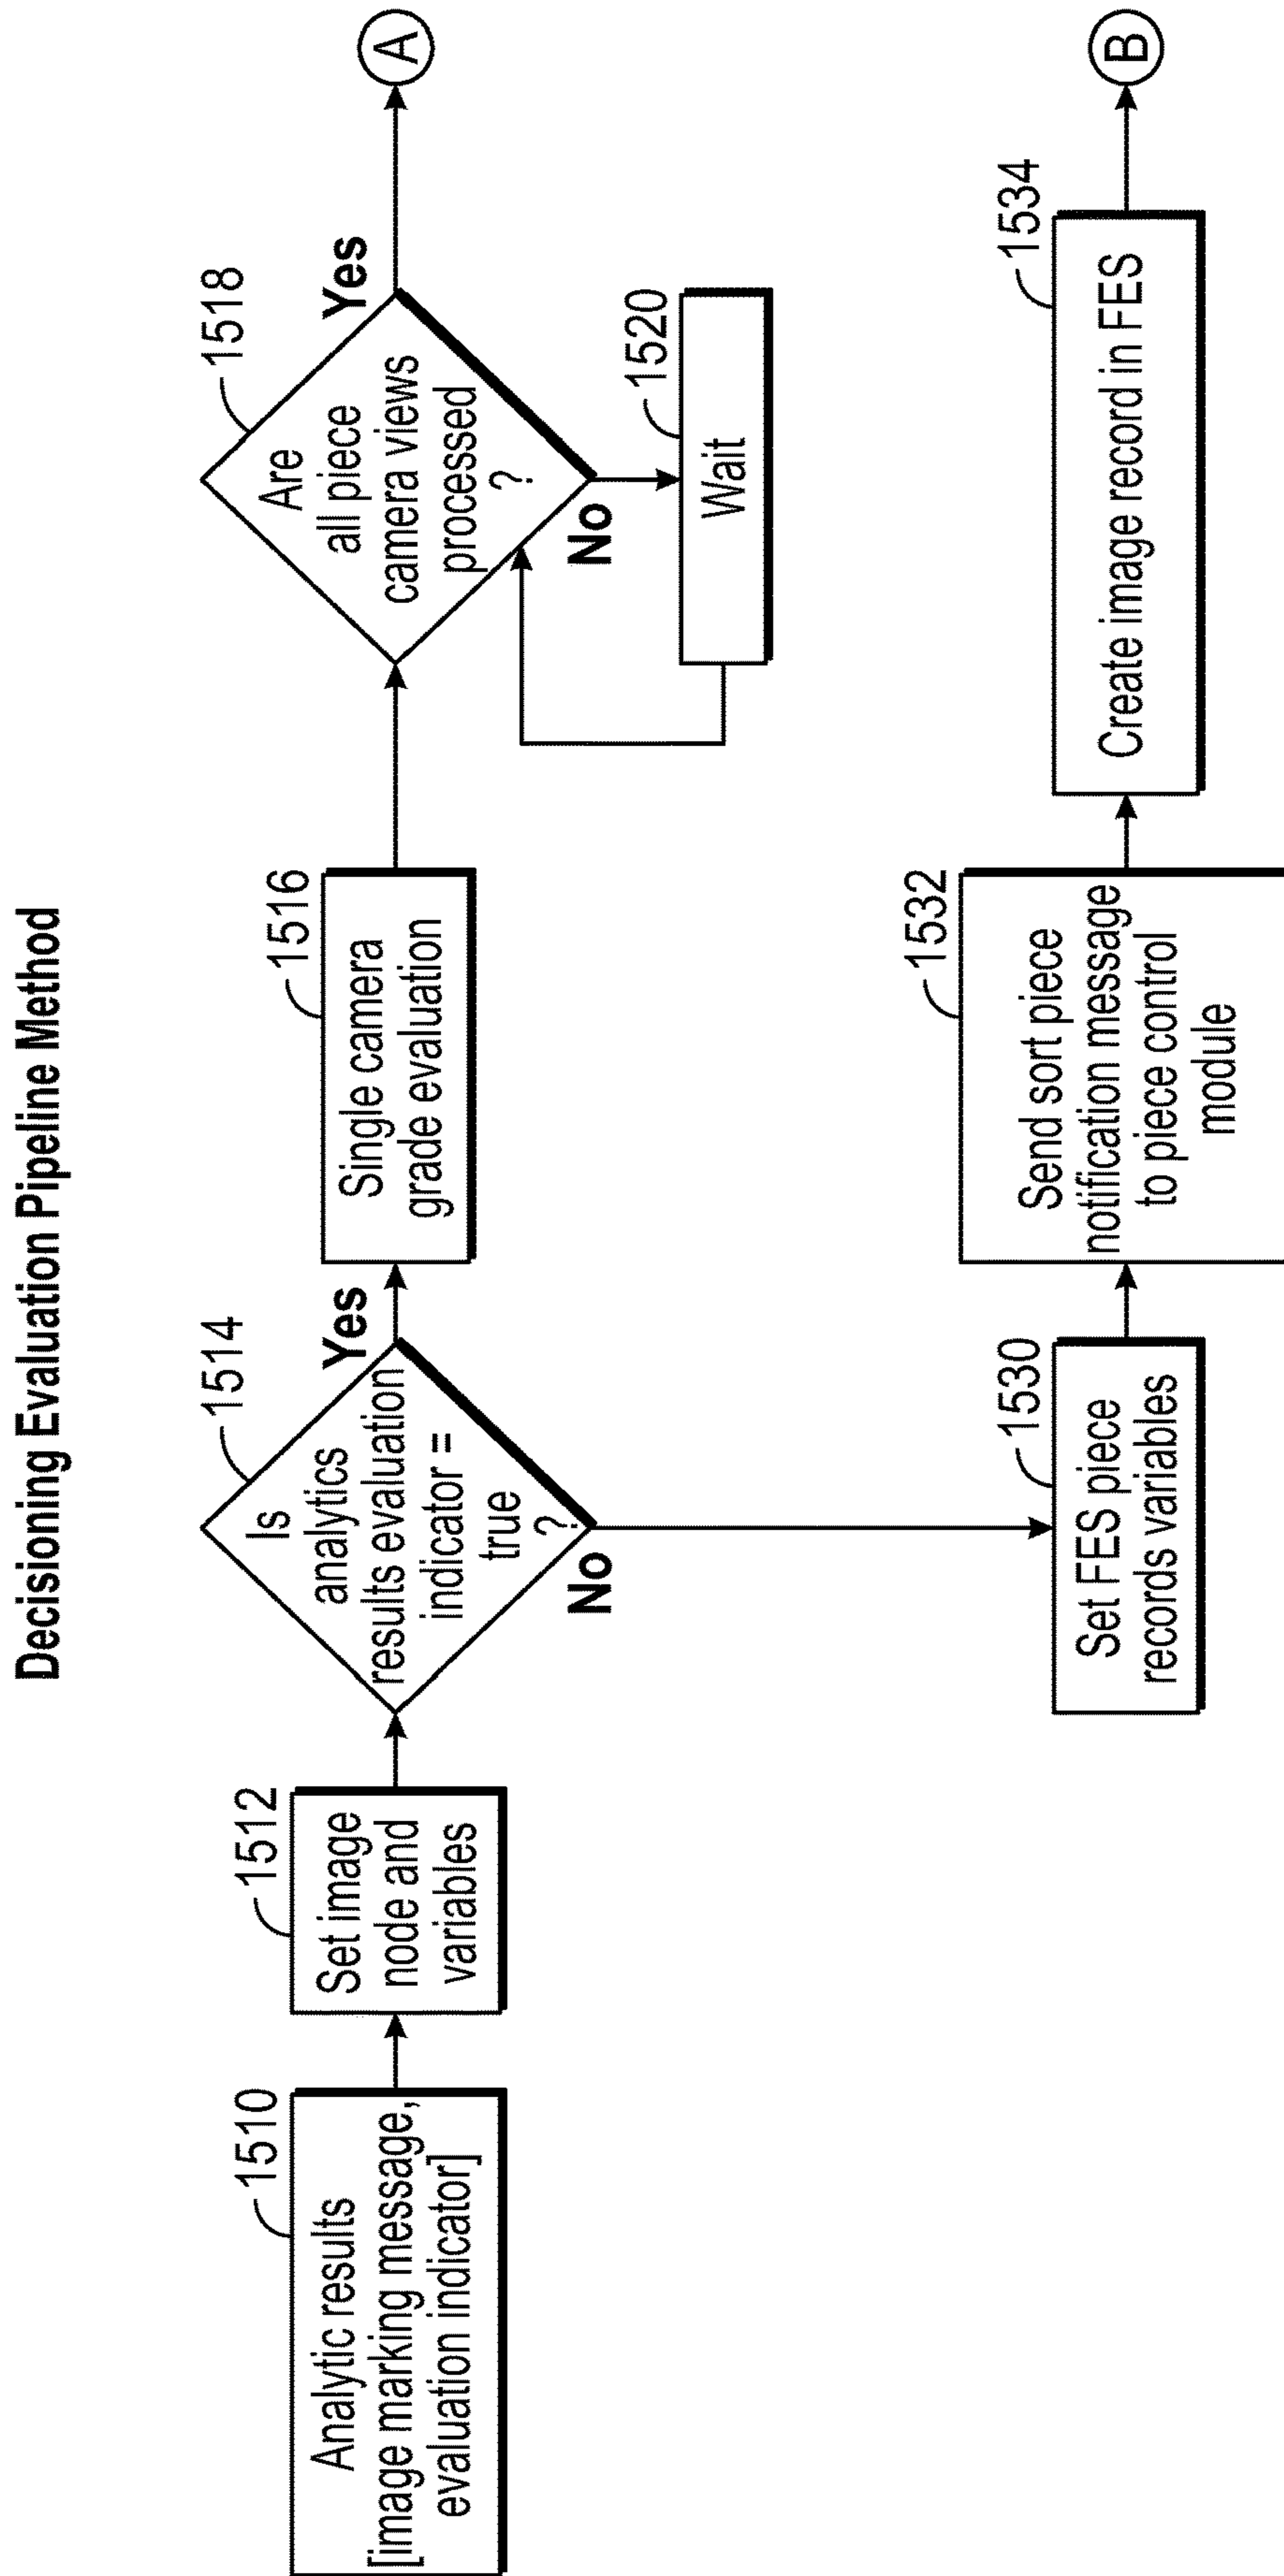 Decisioning Evaluation Pipeline Method
1510
Analytic results
[image marking message,
evaluation indicator]
1512
Set image
node and
variables
1514
Is
analytics
results evaluation
indicator =
true
?
Yes
No
1516
Single camera
grade evaluation
1518
Are
all piece
camera views
processed
?
Yes
No
A
1520
Wait
1530
Set FES piece
records variables
1532
Send sort piece
notification message
to piece control
module
1534
Create image record in FES
B